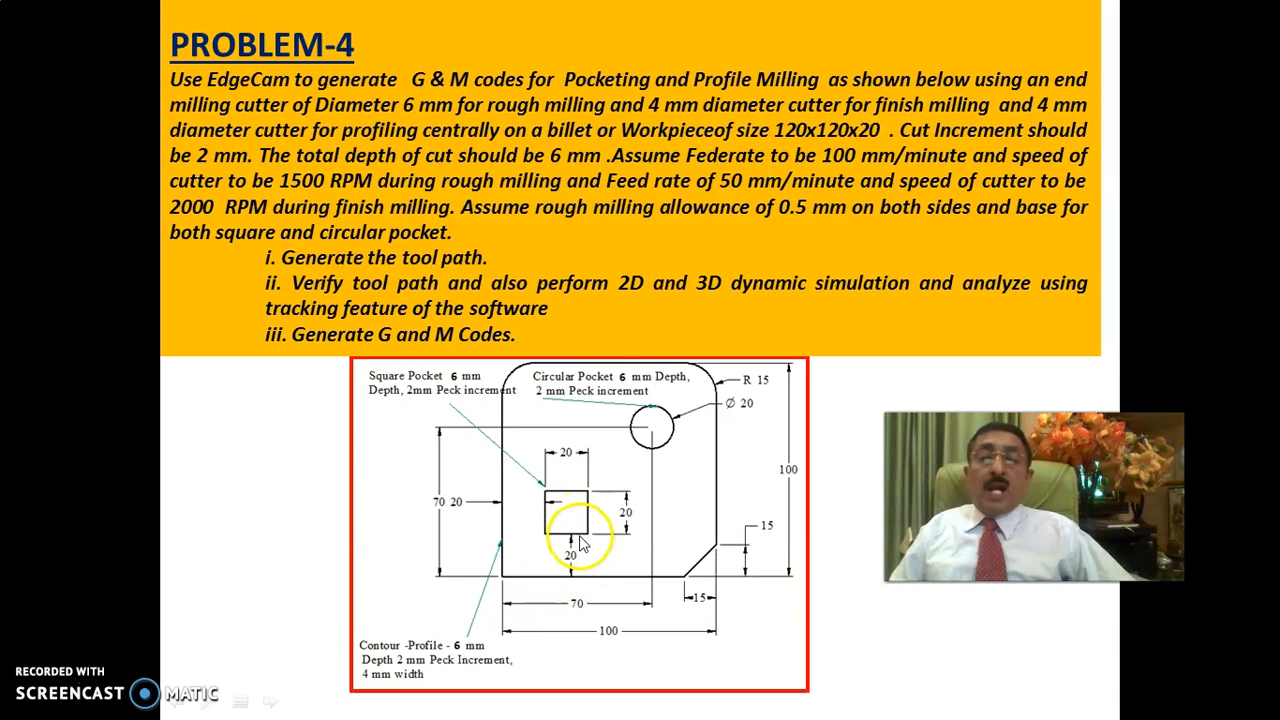 PROBLEM-4
Use EdgeCam to generate G & M codes for Pocketing and Profile Milling as shown below using an end
milling cutter of Diameter 6 mm for rough milling and 4 mm diameter cutter for finish milling and 4 mm
diameter cutter for profiling centrally on a billet or Workpieceof size 120x120x20 . Cut Increment should
be 2 mm. The total depth of cut should be 6 mm .Assume Federate to be 100 mm/minute and speed of
cutter to be 1500 RPM during rough milling and Feed rate of 50 mm/minute and speed of cutter to be
2000 RPM during finish milling. Assume rough milling allowance of 0.5 mm on both sides and base for
both square and circular pocket.
i. Generate the tool path.
ii. Verify tool path and also perform 2D and 3D dynamic simulation and analyze using
tracking feature of the software
iii. Generate G and M Codes.
Square Pocket 6 mm
Depth, 2mm Peck increment
Circular Pocket 6 mm Depth,
2 mm Peck increment
R 15
Ø 20
20
100
70
20
20
15
20
70
15
100
Contour -Profile - 6 mm
Depth 2 mm Peck Increment,
4 mm width
RECORDED WITH
SCREENCAST MATIC